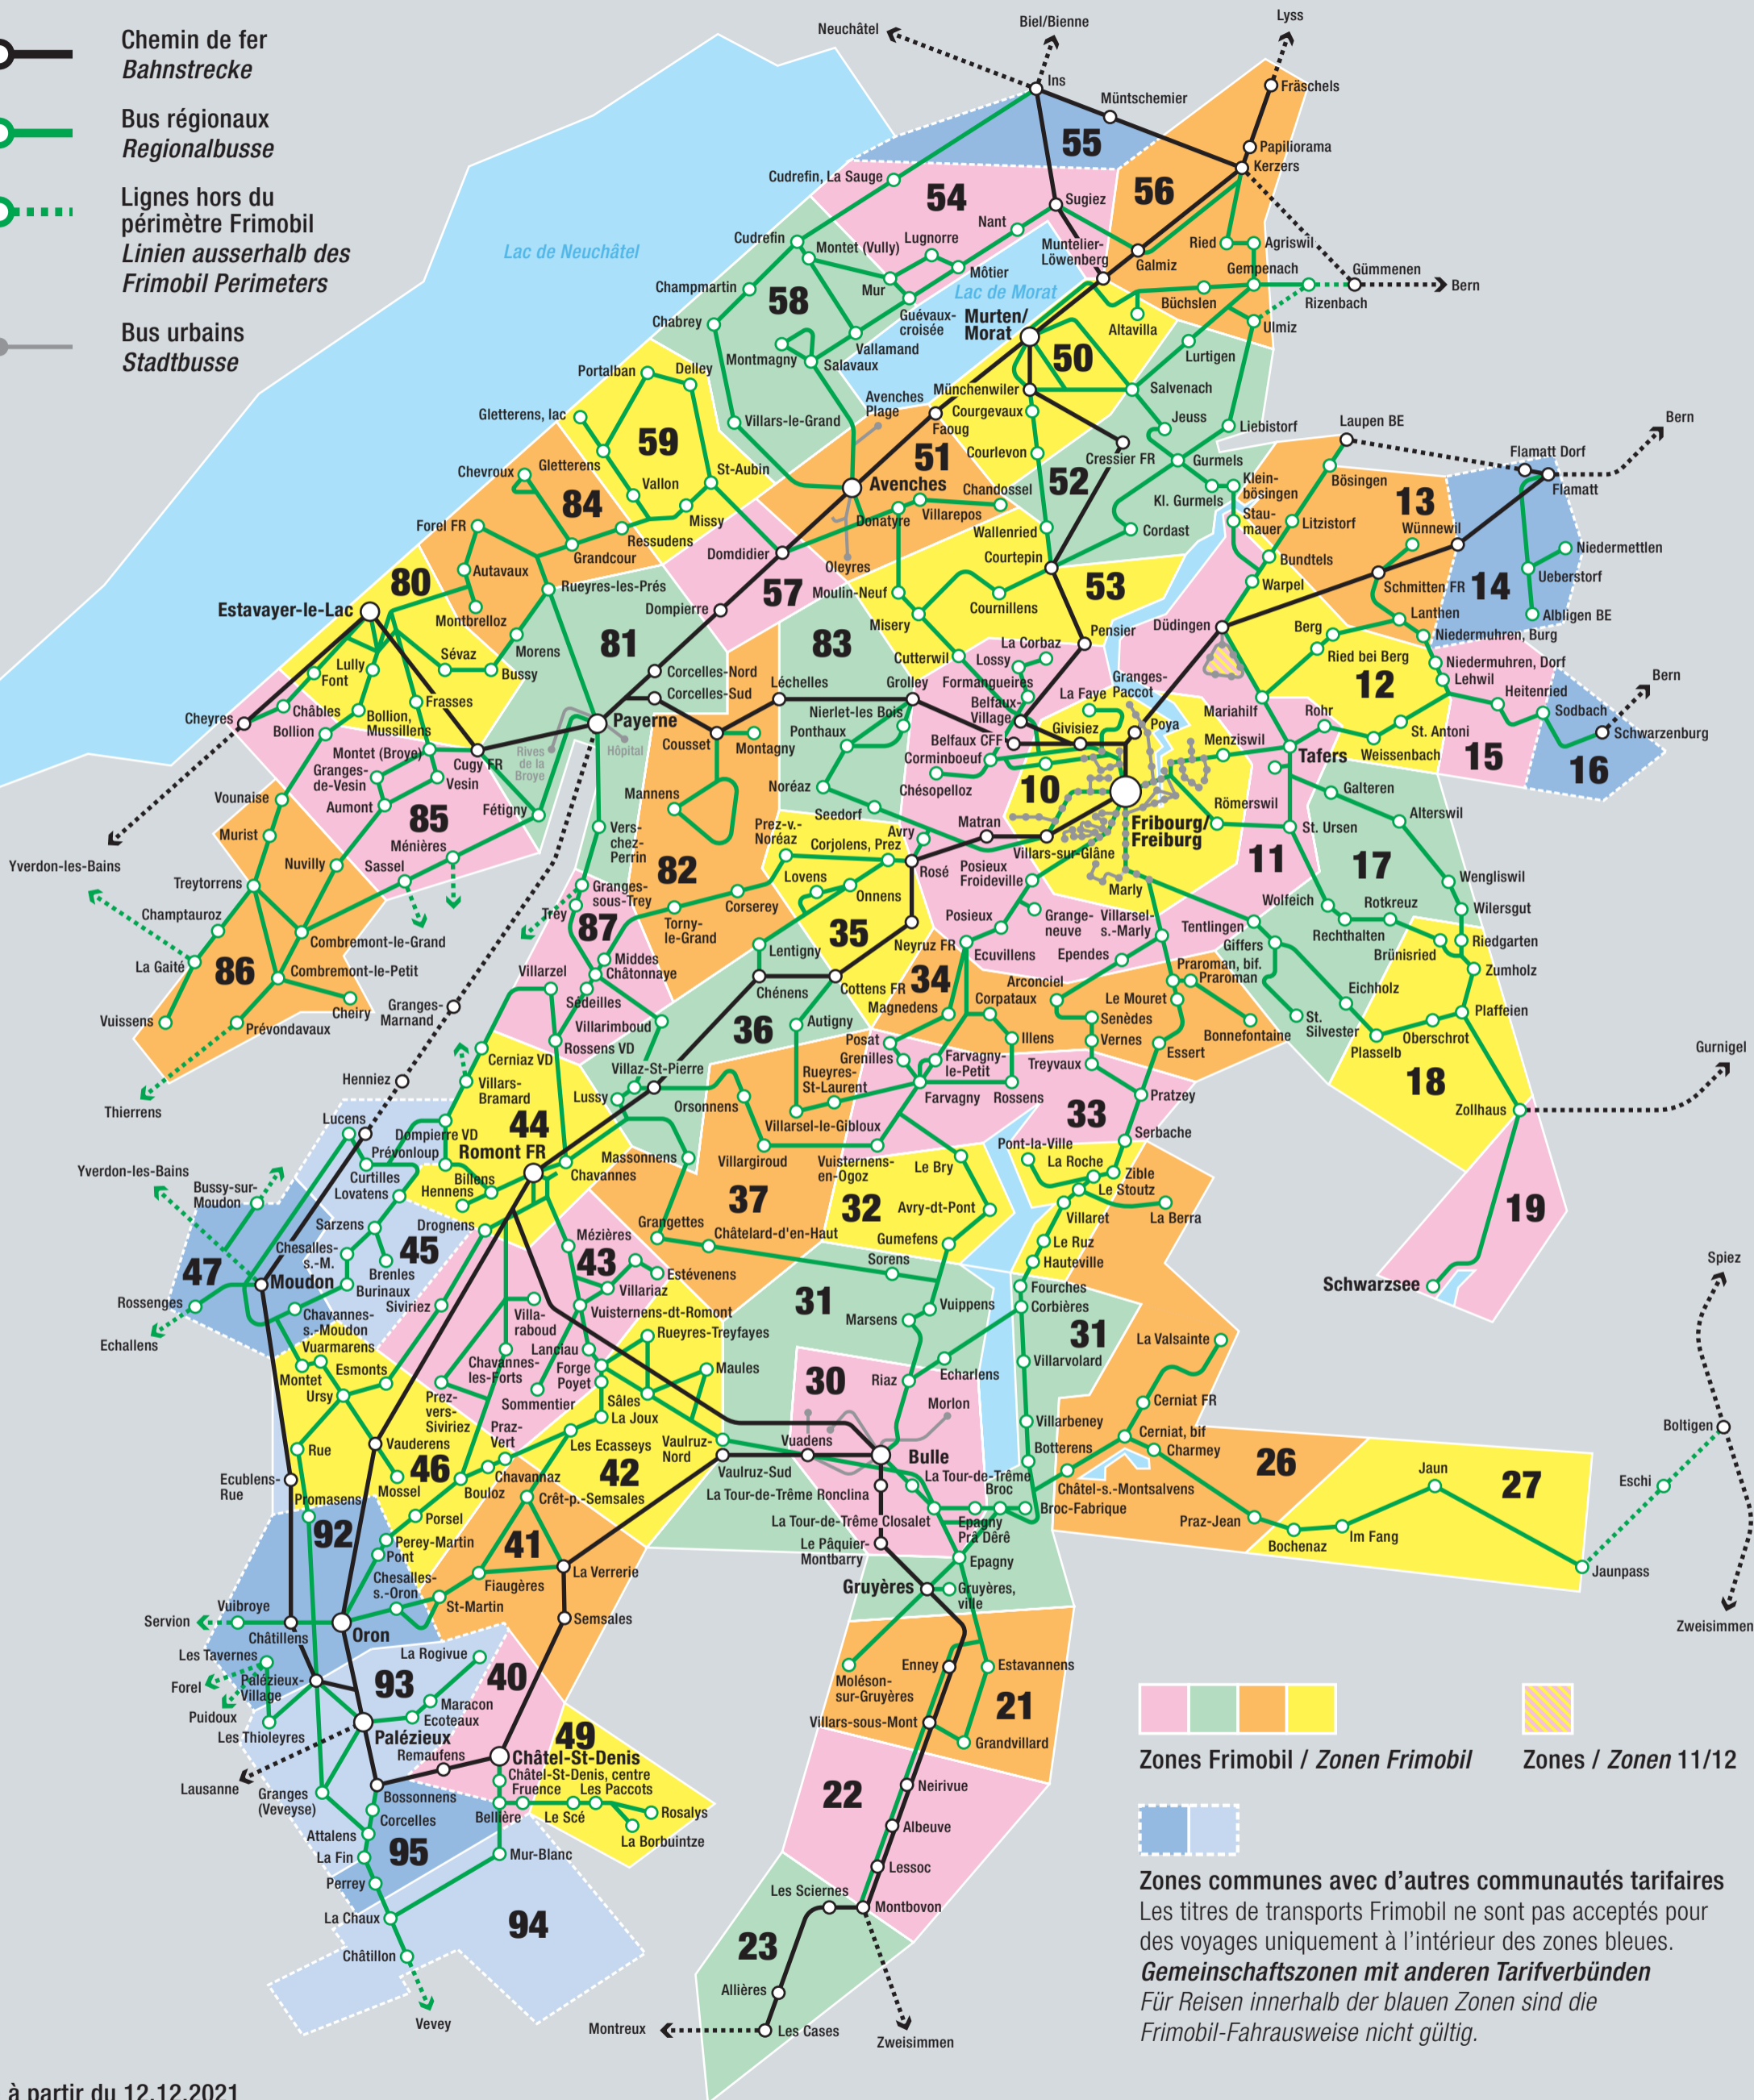 Chemin de fer
Bahnstrecke
Bus régionaux
Regionalbusse
Lignes hors du
périmètre Frimobil
Linien ausserhalb des
Frimobil Perimeters
Bus urbains
Stadtbusse
Neuchâtel
Biel/Bienne
Lyss
Ins
Müntschemier
Fräschels
55
Papiliorama
Kerzers
Cudrefin, La Sauge
54
56
Sugiez
Nant
Lac de Neuchâtel
Cudrefin
Montet (Vully)
Lugnorre
Muntelier-
Löwenberg
Galmiz
Ried
Agriswil
Môtier
Gempenach
Gümmenen
Bern
Champmartin
58
Mur
Lac de Morat
Büchslen
Rizenbach
Chabrey
Guévaux-
croisée
Murten/
Morat
Altavilla
Ulmiz
Montmagny
Vallamand
Salavaux
50
Lurtigen
Portalban
Delley
Avenches
Plage
Münchenwiler
Salvenach
Gletterens, lac
Villars-le-Grand
Faoug
Courgevaux
Jeuss
Liebistorf
Laupen BE
Bern
59
51
Courlevon
Cressier FR
Gurmels
Flamatt Dorf
Chevroux
Gletterens
St-Aubin
Avenches
52
Klein-
bösingen
Bösingen
Flamatt
84
Vallon
Chandossel
Kl. Gurmels
13
Forel FR
Missy
Donatyre
Villarepos
Wallenried
Cordast
Stau-
mauer
Litzistorf
Wünnewil
Ressudens
Grandcour
Domdidier
Oleyres
Courtepin
Bundtels
Niedermettlen
80
Autavaux
Rueyres-les-Prés
57
Moulin-Neuf
53
Warpel
Schmitten FR
14
Ueberstorf
Estavayer-le-Lac
Montbrelloz
Dompierre
Cournillens
Lanthen
Albligen BE
81
83
Misery
Pensier
Düdingen
Berg
Niedermuhren, Burg
Morens
La Corbaz
Ried bei Berg
Lully
Sévaz
Corcelles-Nord
Cutterwil
Lossy
Niedermuhren, Dorf
Font
Bussy
Corcelles-Sud
Léchelles
Grolley
Formangueires
Granges-
Paccot
12
Lehwil
Bern
Cheyres
Châbles
Frasses
Payerne
Nierlet-les Bois
Belfaux-
Village
La Faye
Mariahilf
Heitenried
Bollion
Bollion,
Mussillens
Rives
de la
Broye
Hôpital
Cousset
Montagny
Ponthaux
Belfaux CFF
Givisiez
Poya
Rohr
Sodbach
Montet (Broye)
Cugy FR
Corminboeuf
Menziswil
Tafers
St. Antoni
Weissenbach
Schwarzenburg
Granges-
de-Vesin
Vesin
Noréaz
Chésopelloz
10
15
16
Vounaise
Aumont
Fétigny
Mannens
Seedorf
Römerswil
Galteren
85
Vers-
chez-
Perrin
Prez-v.-
Noréaz
Avry
Matran
Fribourg/
Freiburg
St. Ursen
Alterswil
Murist
Ménières
Corjolens, Prez
Villars-sur-Glâne
Yverdon-les-Bains
Nuvilly
Sassel
82
Rosé
Posieux
Froideville
11
17
Treytorrens
Granges-
sous-Trey
Lovens
Onnens
Marly
Wengliswil
Champtauroz
Trey
87
Corserey
Posieux
Grange-
neuve
Villarsel-
s.-Marly
Wolfeich
Rotkreuz
Wilersgut
Torny-
le-Grand
35
Neyruz FR
Tentlingen
Rechthalten
Combremont-le-Grand
Lentigny
Ecuvillens
Ependes
Giffers
Brünisried
Riedgarten
La Gaité
86
Combremont-le-Petit
Villarzel
Middes
Châtonnaye
34
Praroman, bif.
Praroman
Zumholz
Sédeilles
Chénens
Cottens FR
Arconciel
Granges-
Marnand
Magnedens
Corpataux
Le Mouret
Eichholz
Vuissens
Prévondavaux
Cheiry
Villarimboud
36
Autigny
Senèdes
Bonnefontaine
St.
Silvester
Plaffeien
Cerniaz VD
Rossens VD
Posat
Illens
Vernes
Essert
Plasselb
Oberschrot
Villaz-St-Pierre
Grenilles
Farvagny-
le-Petit
Treyvaux
Gurnigel
Henniez
Villars-
Bramard
Rueyres-
St-Laurent
18
Thierrens
Lussy
Orsonnens
Farvagny
Rossens
Pratzey
Lucens
44
33
Zollhaus
Dompierre VD
Villarsel-le-Gibloux
Serbache
Yverdon-les-Bains
Prévonloup
Romont FR
Pont-la-Ville
Massonnens
Villargiroud
Vuisternens-
en-Ogoz
Le Bry
La Roche
Zible
Bussy-sur-
Moudon
Curtilles
Billens
Chavannes
Lovatens
Hennens
37
32
Le Stoutz
Avry-dt-Pont
Villaret
La Berra
19
Sarzens
Drognens
Grangettes
Châtelard-d'en-Haut
Mézières
Gumefens
Le Ruz
Chesalles-
s.-M.
45
43
Sorens
Hauteville
Spiez
47
Brenles
Estévenens
Moudon
Burinaux
Siviriez
Villariaz
31
Fourches
Schwarzsee
Rossenges
Chavannes-
s.-Moudon
Villa-
raboud
Vuisternens-dt-Romont
Vuippens
Corbières
Marsens
31
Echallens
Vuarmarens
Rueyres-Treyfayes
La Valsainte
Esmonts
Lanciau
Chavannes-
les-Forts
Forge
Maules
30
Villarvolard
Montet
Poyet
Echarlens
Ursy
Prez-
vers-
Siviriez
Sommentier
Sâles
Riaz
Cerniat FR
La Joux
Morlon
Praz-
Vert
Villarbeney
Boltigen
Rue
Vauderens
Les Ecasseys
Vaulruz-
Nord
Vuadens
Cerniat, bif
Botterens
Charmey
Bulle
46
42
Vaulruz-Sud
26
Jaun
27
Ecublens-
Rue
Chavannaz
La Tour-de-Trême
Broc
Châtel-s.-Montsalvens
Eschi
Mossel
Bouloz
Crêt-p.-Semsales
La Tour-de-Trême Ronclina
Promasens
Broc-Fabrique
Praz-Jean
Im Fang
92
Porsel
La Tour-de-Trême Closalet
Epagny
Prâ Dêrê
Bochenaz
Perey-Martin
41
Le Pâquier-
Montbarry
Pont
Epagny
Jaunpass
Chesalles-
s.-Oron
La Verrerie
Fiaugères
Gruyères
Gruyères,
ville
Vuibroye
St-Martin
Servion
Semsales
Zweisimmen
Châtillens
Oron
Les Tavernes
La Rogivue
Enney
Estavannens
Forel
Palézieux-
Village
93
40
Moléson-
sur-Gruyères
Maracon
21
Puidoux
Ecoteaux
Villars-sous-Mont
Les Thioleyres
Palézieux
49
Grandvillard
Remaufens
Châtel-St-Denis
Lausanne
Châtel-St-Denis, centre
Granges
(Veveyse)
Bossonnens
Fruence
Les Paccots
22
Neirivue
Corcelles
Bellière
Le Scé
Rosalys
Attalens
La Borbuintze
Albeuve
95
La Fin
Mur-Blanc
Lessoc
Perrey
Les Sciernes
Montbovon
La Chaux
94
23
Châtillon
Allières
Vevey
Montreux
Les Cases
Zweisimmen
Zones Frimobil / Zonen Frimobil
Zones / Zonen 11/12
Zones communes avec d’autres communautés tarifaires
Les titres de transports Frimobil ne sont pas acceptés pour
des voyages uniquement à l’intérieur des zones bleues.
Gemeinschaftszonen mit anderen Tarifverbünden
Für Reisen innerhalb der blauen Zonen sind die
Frimobil-Fahrausweise nicht gültig.
à partir du 12.12.2021